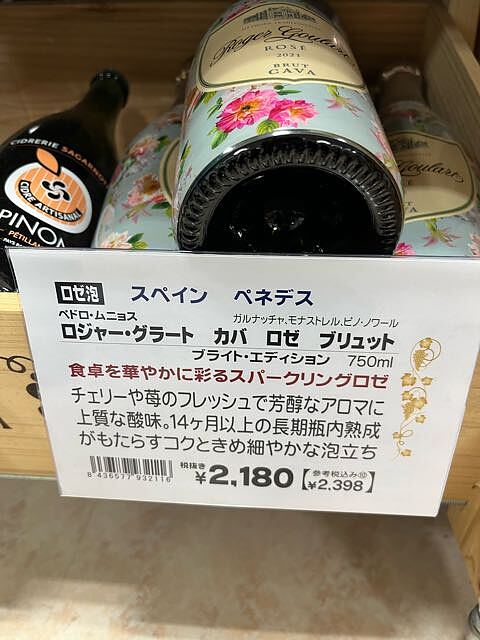 Roger Goulart
ROSÉ
2021
BRUT
CAVA
CIDRERIE SAGARNO
CIDRE ARTISANAL
PINON
PÉTILLAN
Goulart
ロゼ泡 スペイン ペネデス
ペドロ・ムニョス ガルナッチャ,モナストレル,ピノ・ノワール
ロジャー・グラート カバ ロゼ ブリュット
ブライト・エディション 750ml
食卓を華やかに彩るスパークリングロゼ
チェリーや苺のフレッシュで芳醇なアロマに
上質な酸味。14ヶ月以上の長期瓶内熟成
がもたらすコクときめ細やかな泡立ち
8 436577 932116
税抜き ¥2,180 【参考税込み⑩ ¥2,398】